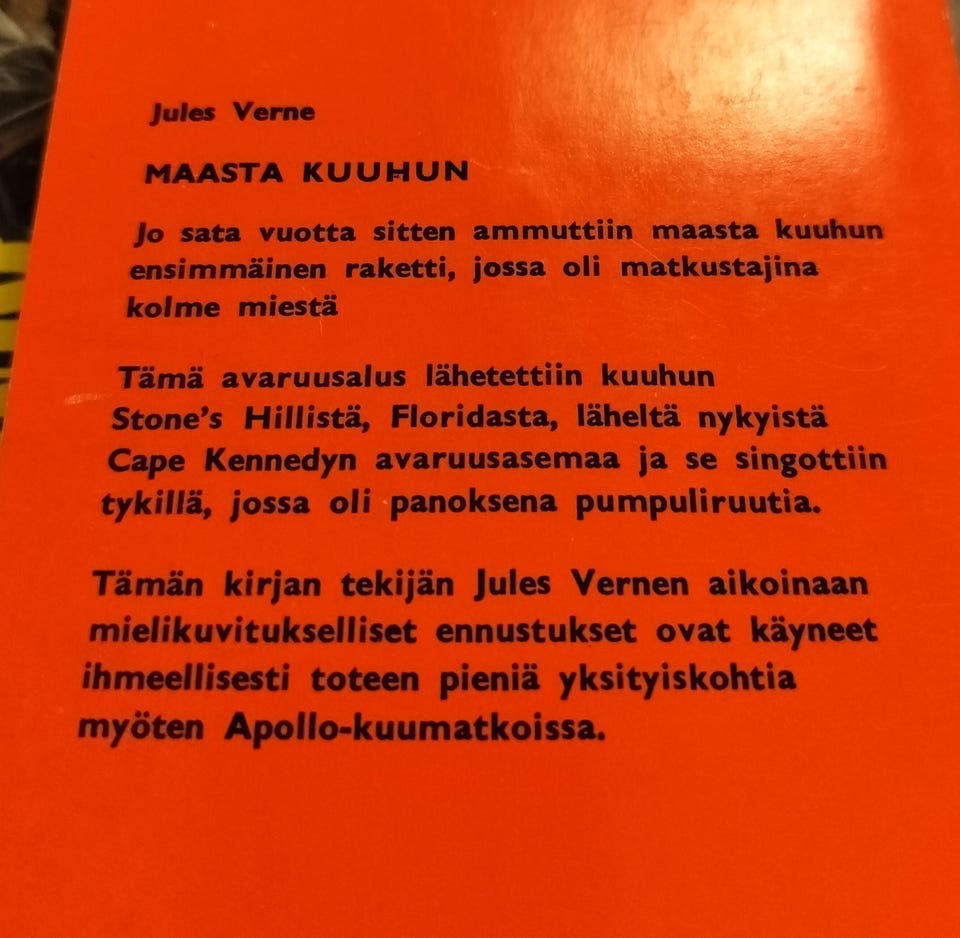 Jules Verne
MAASTA KUUHUN
Jo sata vuotta sitten ammuttiin maasta kuuhun
ensimmäinen raketti, jossa oli matkustajina
kolme miestä
Tämä avaruusalus lähetettiin kuuhun
Stone's Hillistä, Floridasta, läheltä nykyistä
Cape Kennedyn avaruusasemaa ja se singottiin
tykillä, jossa oli panoksena pumpuliruutia.
Tämän kirjan tekijän Jules Vernen aikoinaan
mielikuvitukselliset ennustukset ovat käyneet
ihmeellisesti toteen pieniä yksityiskohtia
myöten Apollo-kuumatkoissa.